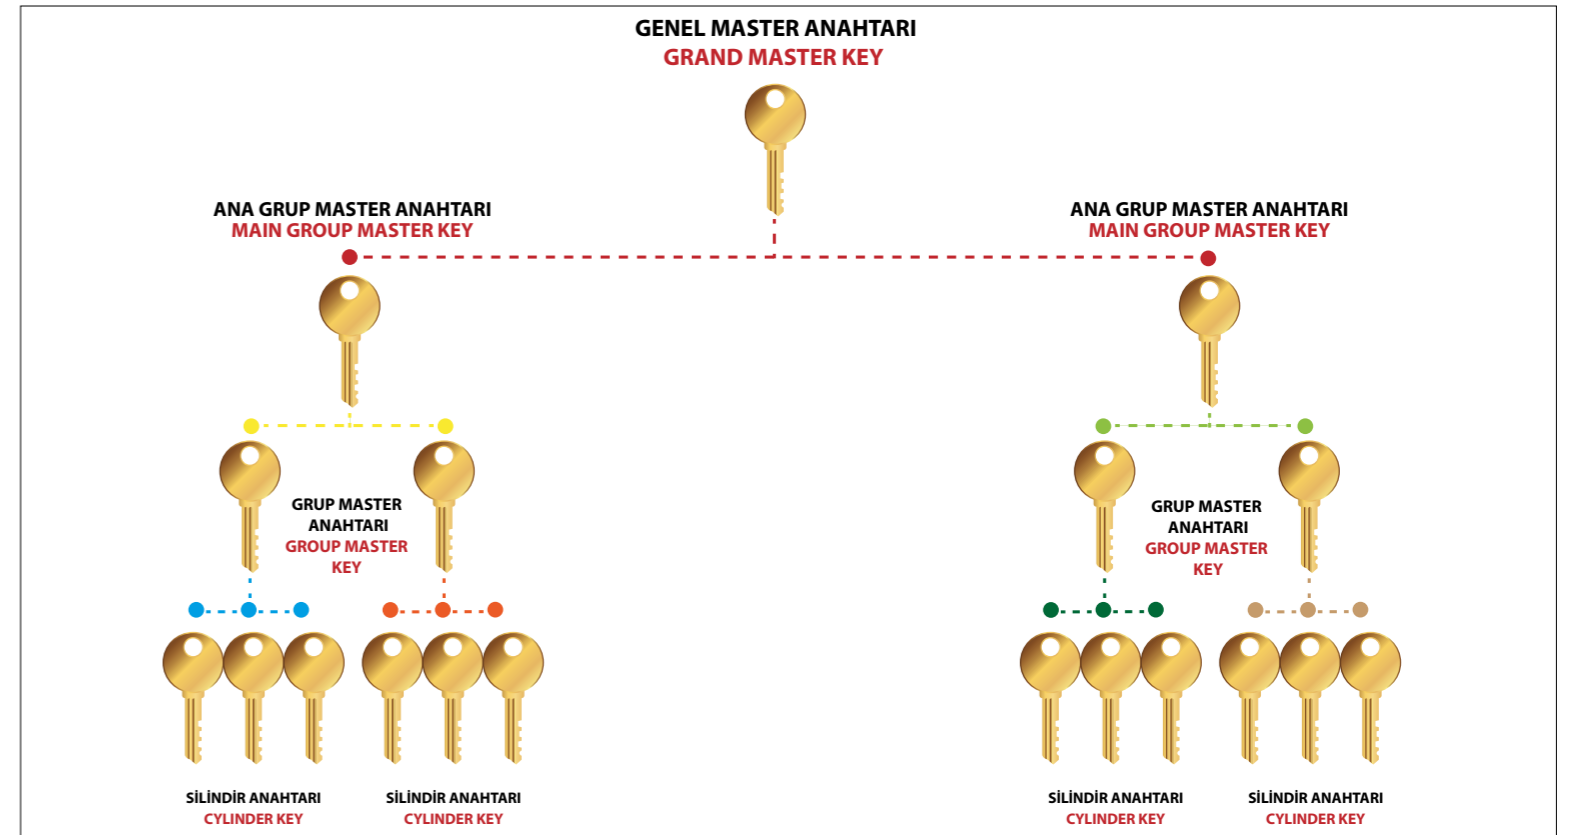 GENEL MASTER ANAHTARI
GRAND MASTER KEY
ANA GRUP MASTER ANAHTARI
MAIN GROUP MASTER KEY
ANA GRUP MASTER ANAHTARI
MAIN GROUP MASTER KEY
GRUP MASTER
ANAHTARI
GROUP MASTER
KEY
GRUP MASTER
ANAHTARI
GROUP MASTER
KEY
SİLİNDİR ANAHTARI
CYLINDER KEY
SİLİNDİR ANAHTARI
CYLINDER KEY
SİLİNDİR ANAHTARI
CYLINDER KEY
SİLİNDİR ANAHTARI
CYLINDER KEY